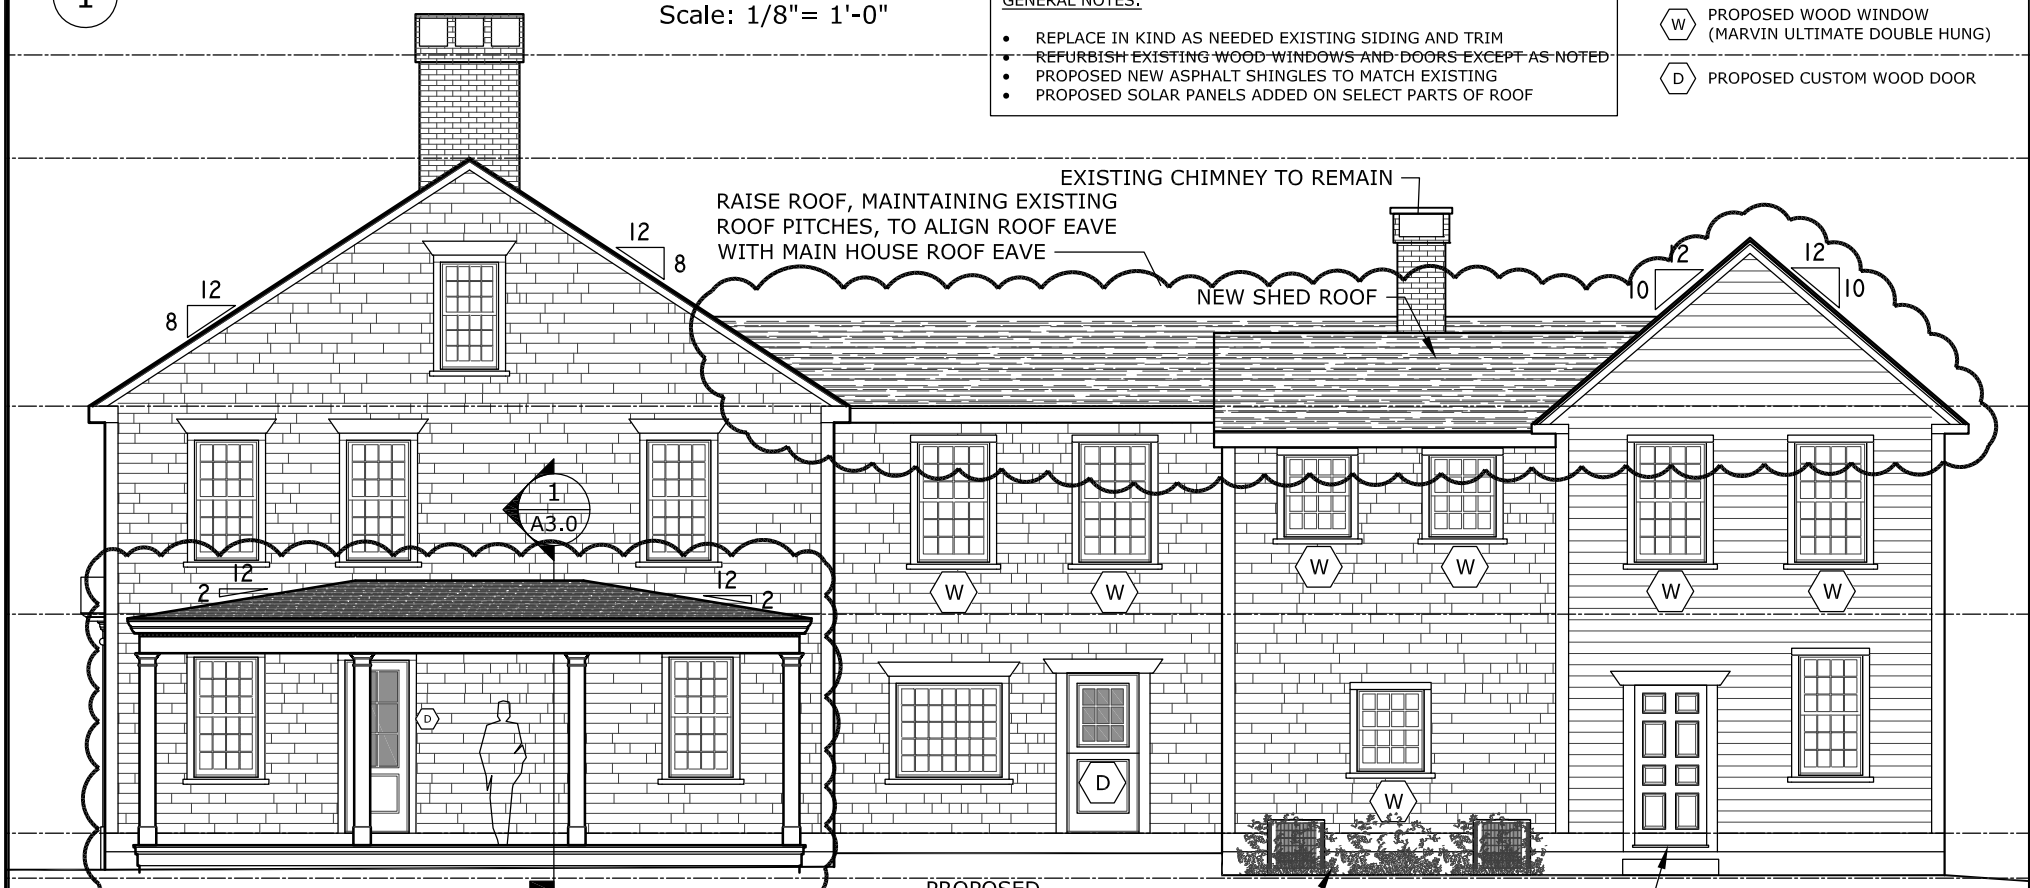 1
Scale: 1/8"= 1'-0"
GENERAL NOTES:
• REPLACE IN KIND AS NEEDED EXISTING SIDING AND TRIM
• REFURBISH EXISTING WOOD WINDOWS AND DOORS EXCEPT AS NOTED
• PROPOSED NEW ASPHALT SHINGLES TO MATCH EXISTING
• PROPOSED SOLAR PANELS ADDED ON SELECT PARTS OF ROOF
W PROPOSED WOOD WINDOW
(MARVIN ULTIMATE DOUBLE HUNG)
D PROPOSED CUSTOM WOOD DOOR
EXISTING CHIMNEY TO REMAIN
RAISE ROOF, MAINTAINING EXISTING
ROOF PITCHES, TO ALIGN ROOF EAVE
WITH MAIN HOUSE ROOF EAVE
NEW SHED ROOF
12
8
12
8
12
10
12
10
1
A3.0
12
2
12
2
W
W
W
W
W
W
D
D
W
PROPOSED